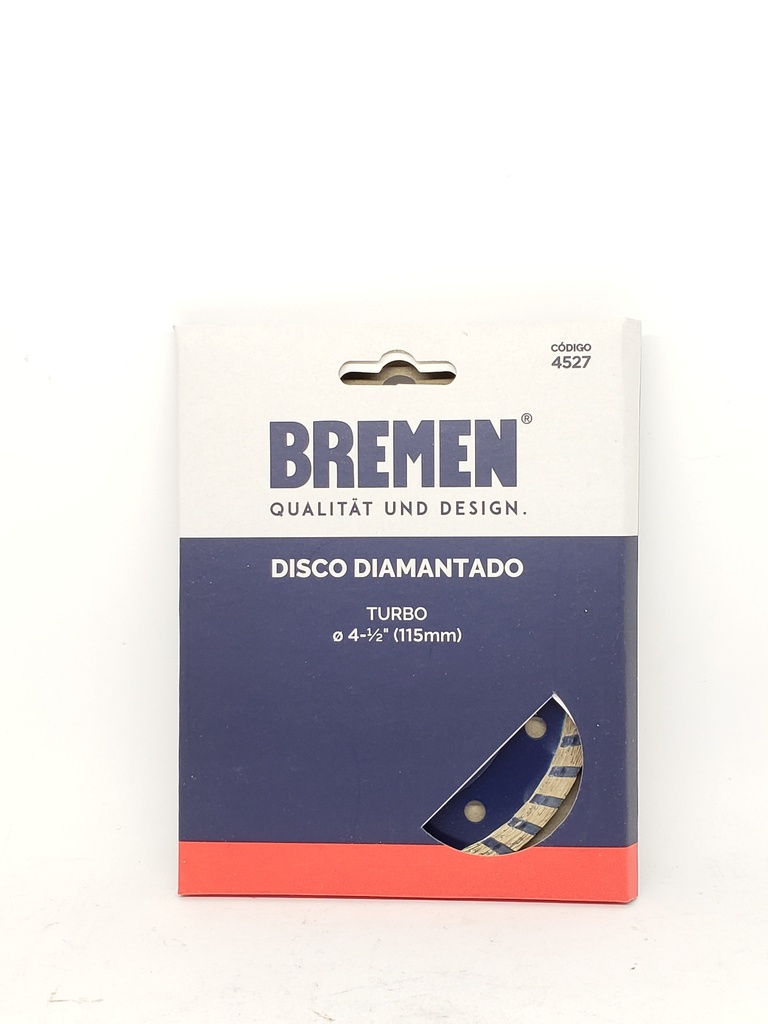 CÓDIGO
4527
BREMEN®
QUALITÄT UND DESIGN.
DISCO DIAMANTADO
TURBO
ø 4-½" (115mm)